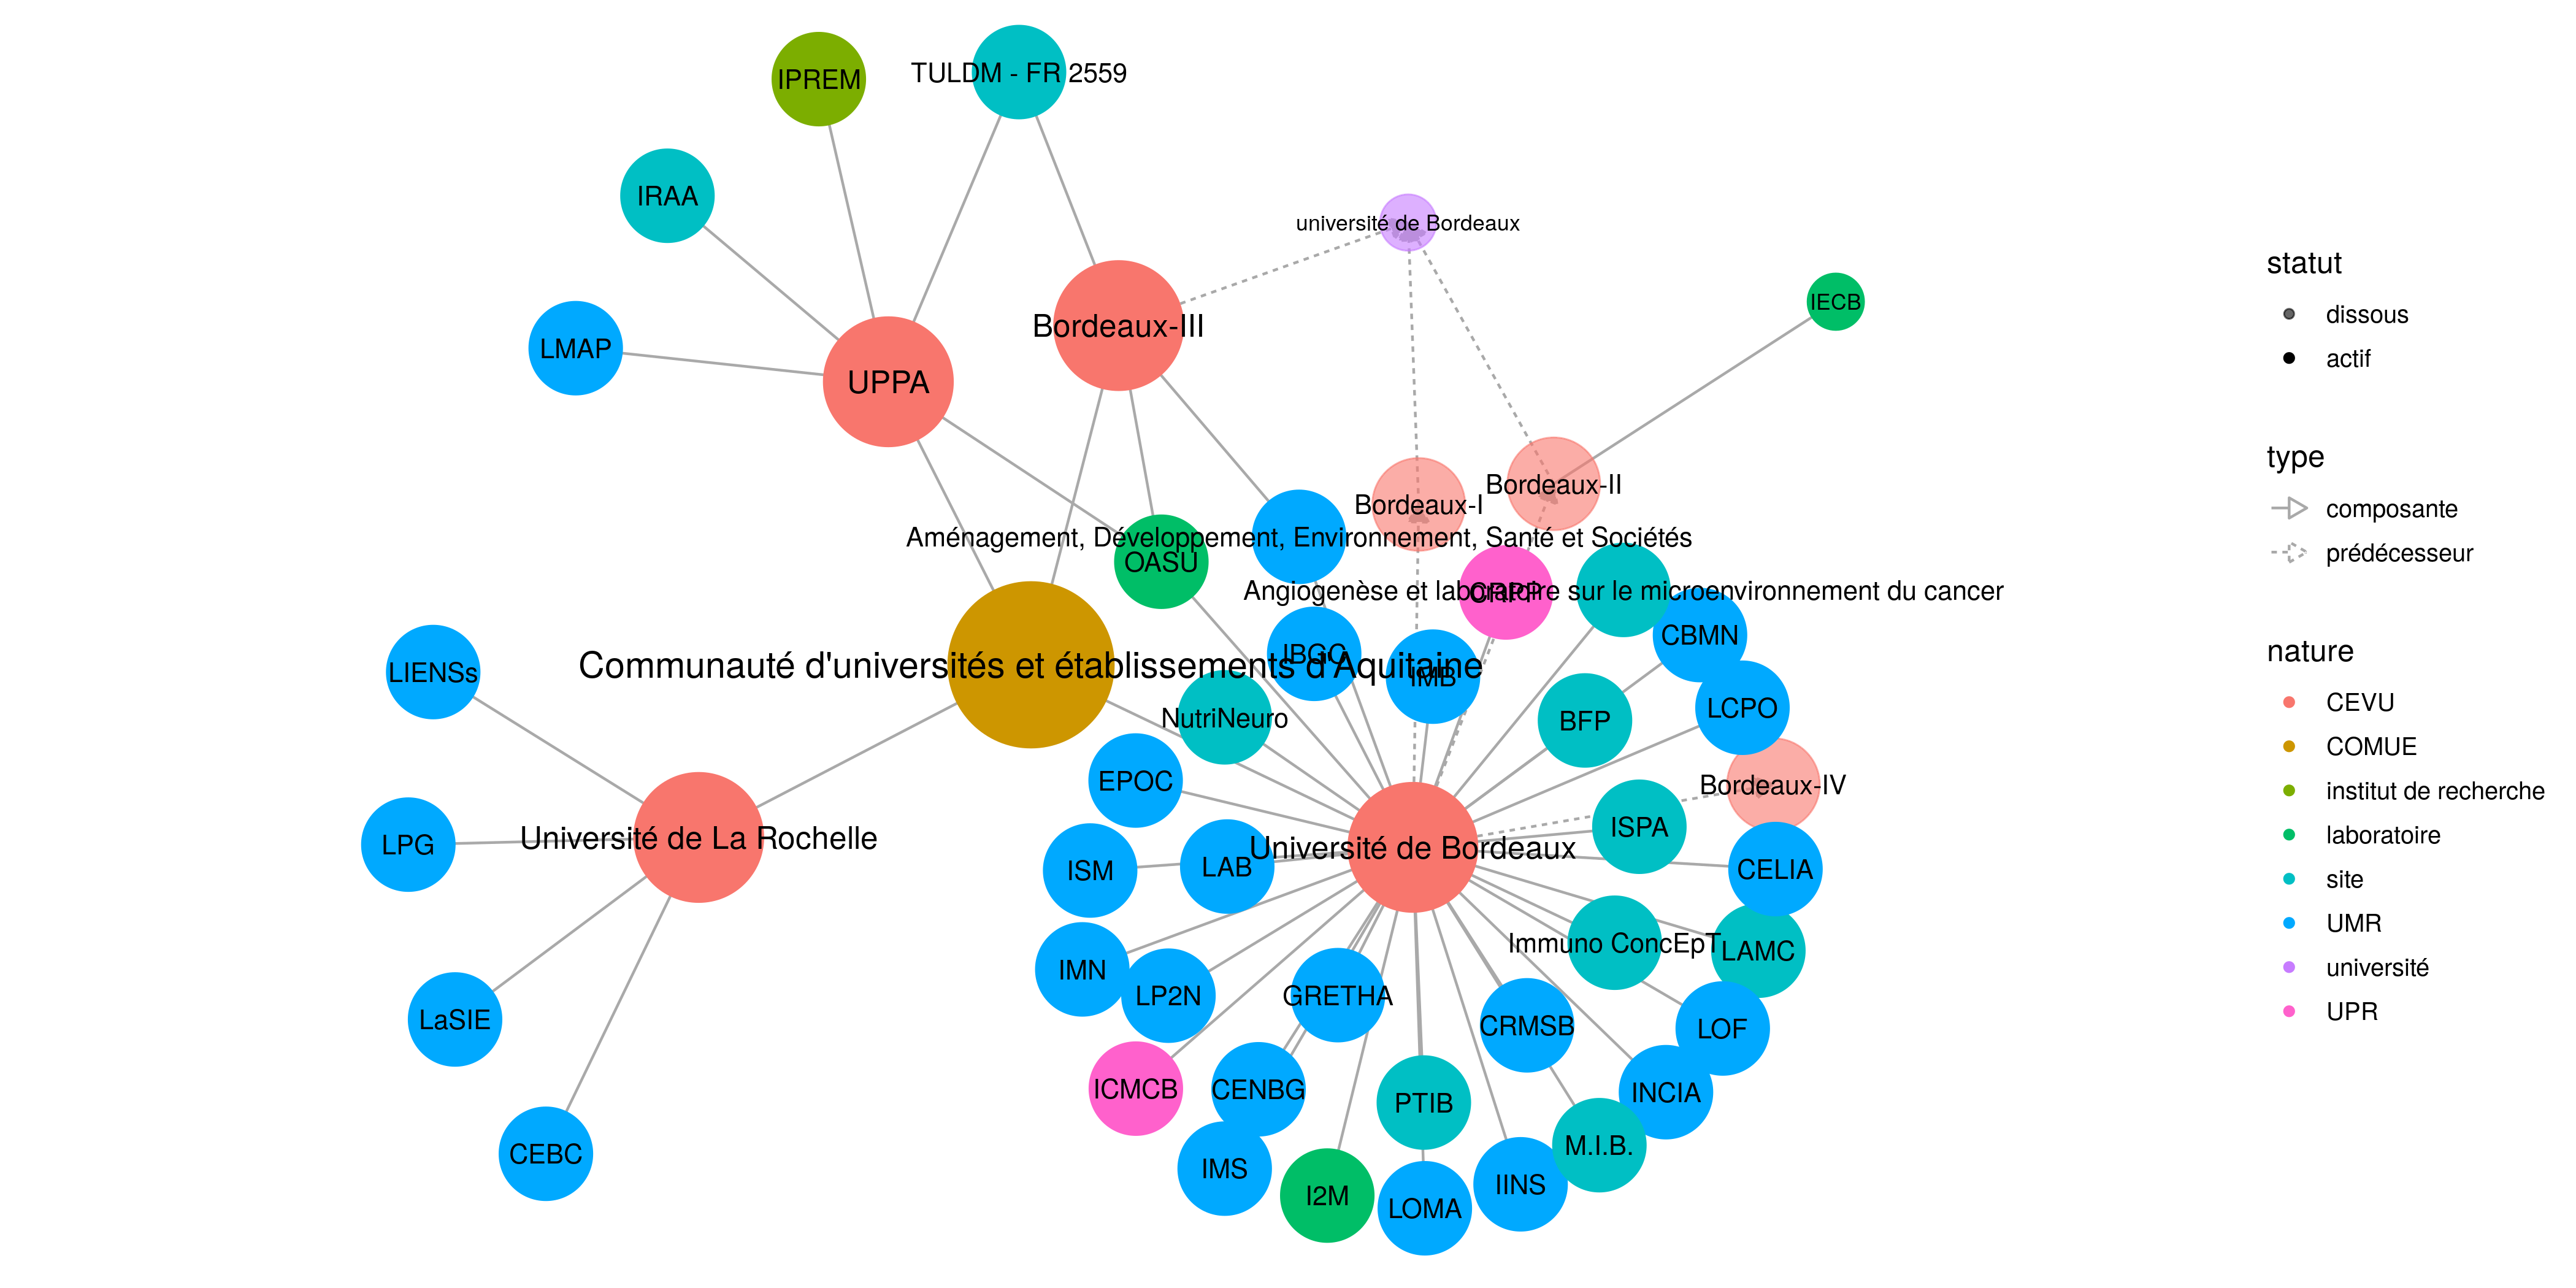 IPREM
TULDM - FR 2559
IRAA
université de Bordeaux
IECB
Bordeaux-III
LMAP
UPPA
Bordeaux-II
Bordeaux-I
Aménagement, Développement, Environnement, Santé et Sociétés
OASU
Angiogenèse et laboratoire sur le microenvironnement du cancer
CRPP
CBMN
IBGC
Communauté d'universités et établissements d'Aquitaine
IMB
LIENSs
LCPO
NutriNeuro
BFP
EPOC
Bordeaux-IV
ISPA
Université de La Rochelle
LPG
Université de Bordeaux
LAB
ISM
CELIA
Immuno ConcEpT
LAMC
IMN
LP2N
GRETHA
LaSIE
CRMSB
LOF
ICMCB
CENBG
INCIA
PTIB
M.I.B.
CEBC
IMS
IINS
I2M
LOMA
statut
dissous
actif
type
composante
prédécesseur
nature
CEVU
COMUE
institut de recherche
laboratoire
site
UMR
université
UPR